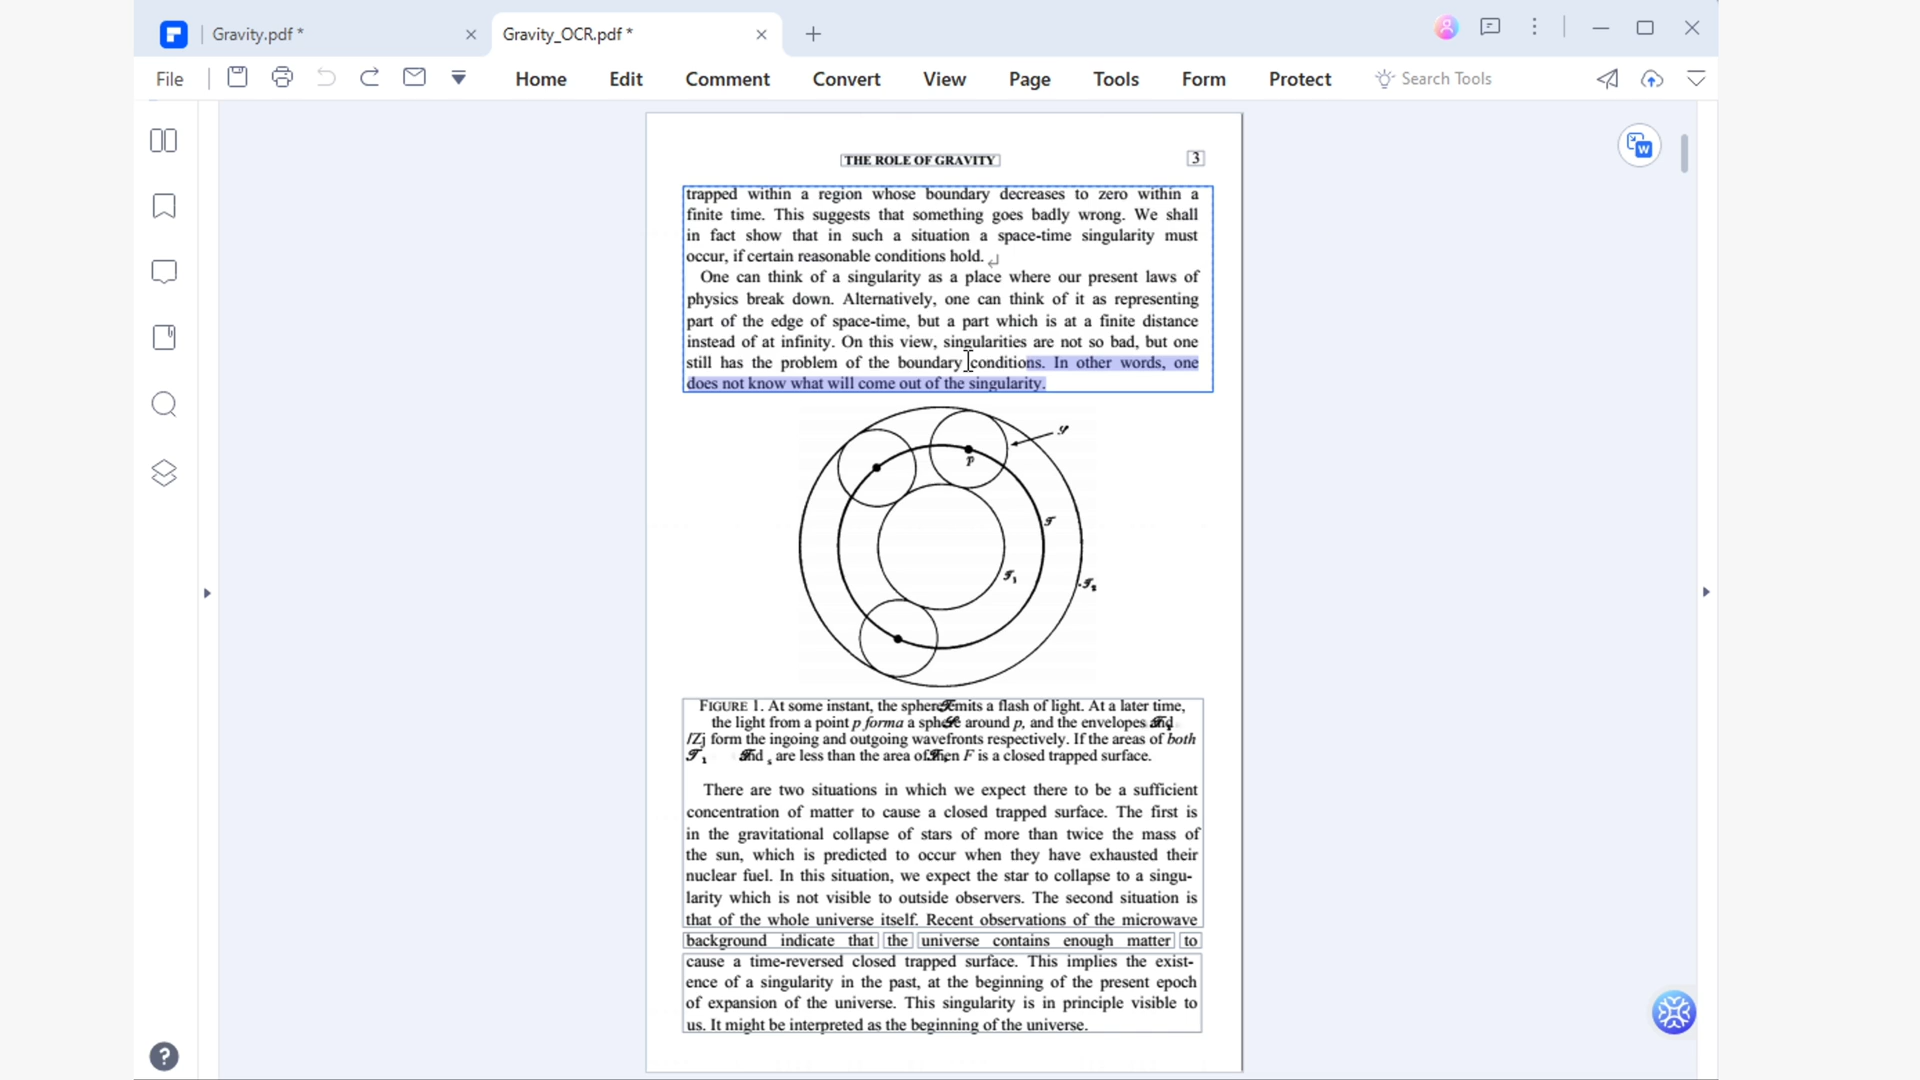 Gravity.pdf *
Gravity_OCR.pdf *
File
Home
Edit
Comment
Convert
View
Page
Tools
Form
Protect
Search Tools
THE ROLE OF GRAVITY
3
trapped within a region whose boundary decreases to zero within a
finite time. This suggests that something goes badly wrong. We shall
in fact show that in such a situation a space-time singularity must
occur, if certain reasonable conditions hold.
One can think of a singularity as a place where our present laws of
physics break down. Alternatively, one can think of it as representing
part of the edge of space-time, but a part which is at a finite distance
instead of at infinity. On this view, singularities are not so bad, but one
still has the problem of the boundary conditions. In other words, one
does not know what will come out of the singularity.
𝒮
p
𝒯
𝒯₁
𝒯₂
FIGURE 1. At some instant, the sphere emits a flash of light. At a later time,
the light from a point p forma a sphere around p, and the envelopes and
/Zj form the ingoing and outgoing wavefronts respectively. If the areas of both
𝒯₁ and ₂ are less than the area of then F is a closed trapped surface.
There are two situations in which we expect there to be a sufficient
concentration of matter to cause a closed trapped surface. The first is
in the gravitational collapse of stars of more than twice the mass of
the sun, which is predicted to occur when they have exhausted their
nuclear fuel. In this situation, we expect the star to collapse to a singu-
larity which is not visible to outside observers. The second situation is
that of the whole universe itself. Recent observations of the microwave
background indicate that the universe contains enough matter to
cause a time-reversed closed trapped surface. This implies the exist-
ence of a singularity in the past, at the beginning of the present epoch
of expansion of the universe. This singularity is in principle visible to
us. It might be interpreted as the beginning of the universe.